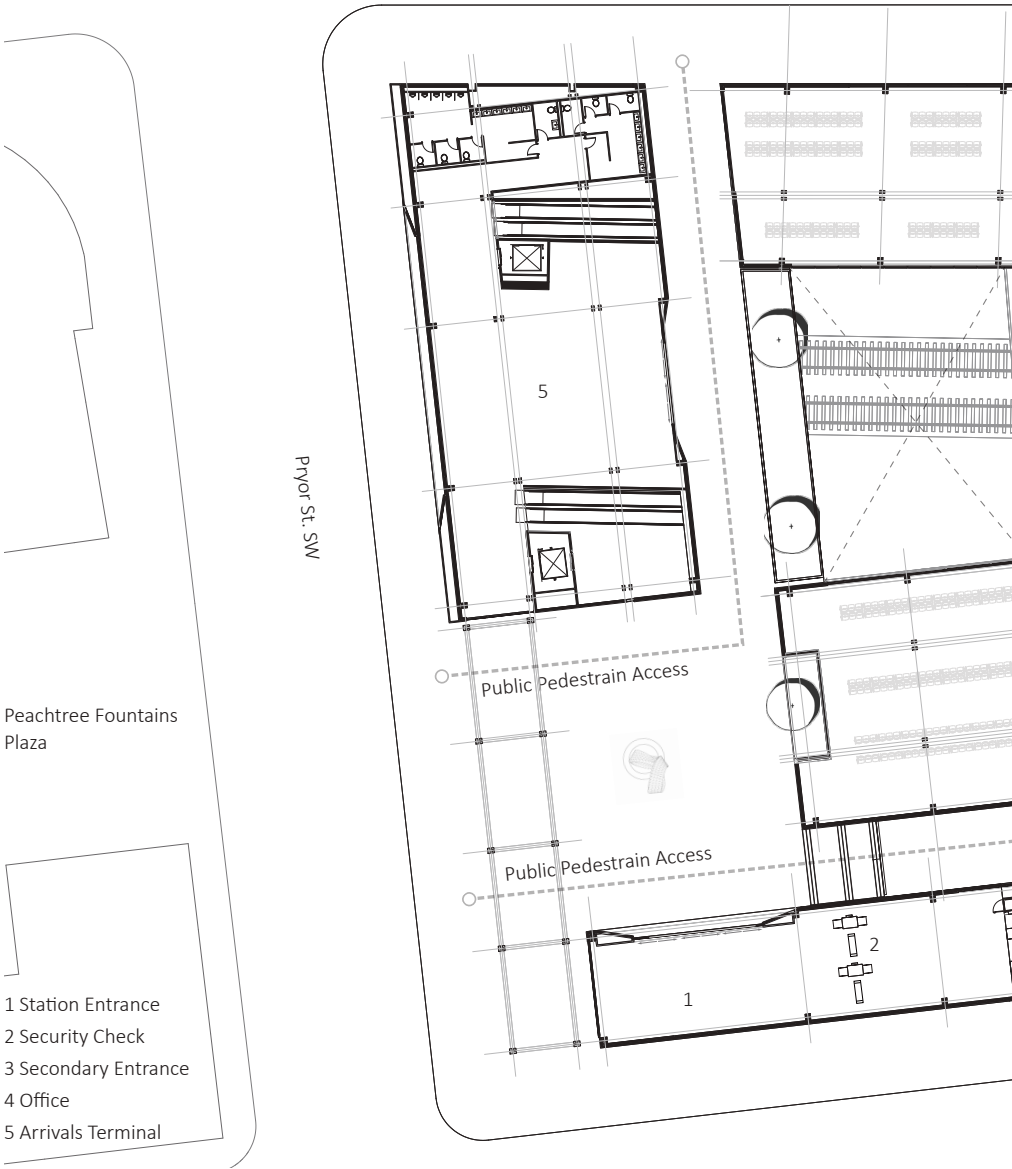 5
Pryor St. SW
Public Pedestrain Access
Peachtree Fountains
Plaza
Public Pedestrain Access
2
1
1 Station Entrance
2 Security Check
3 Secondary Entrance
4 Office
5 Arrivals Terminal